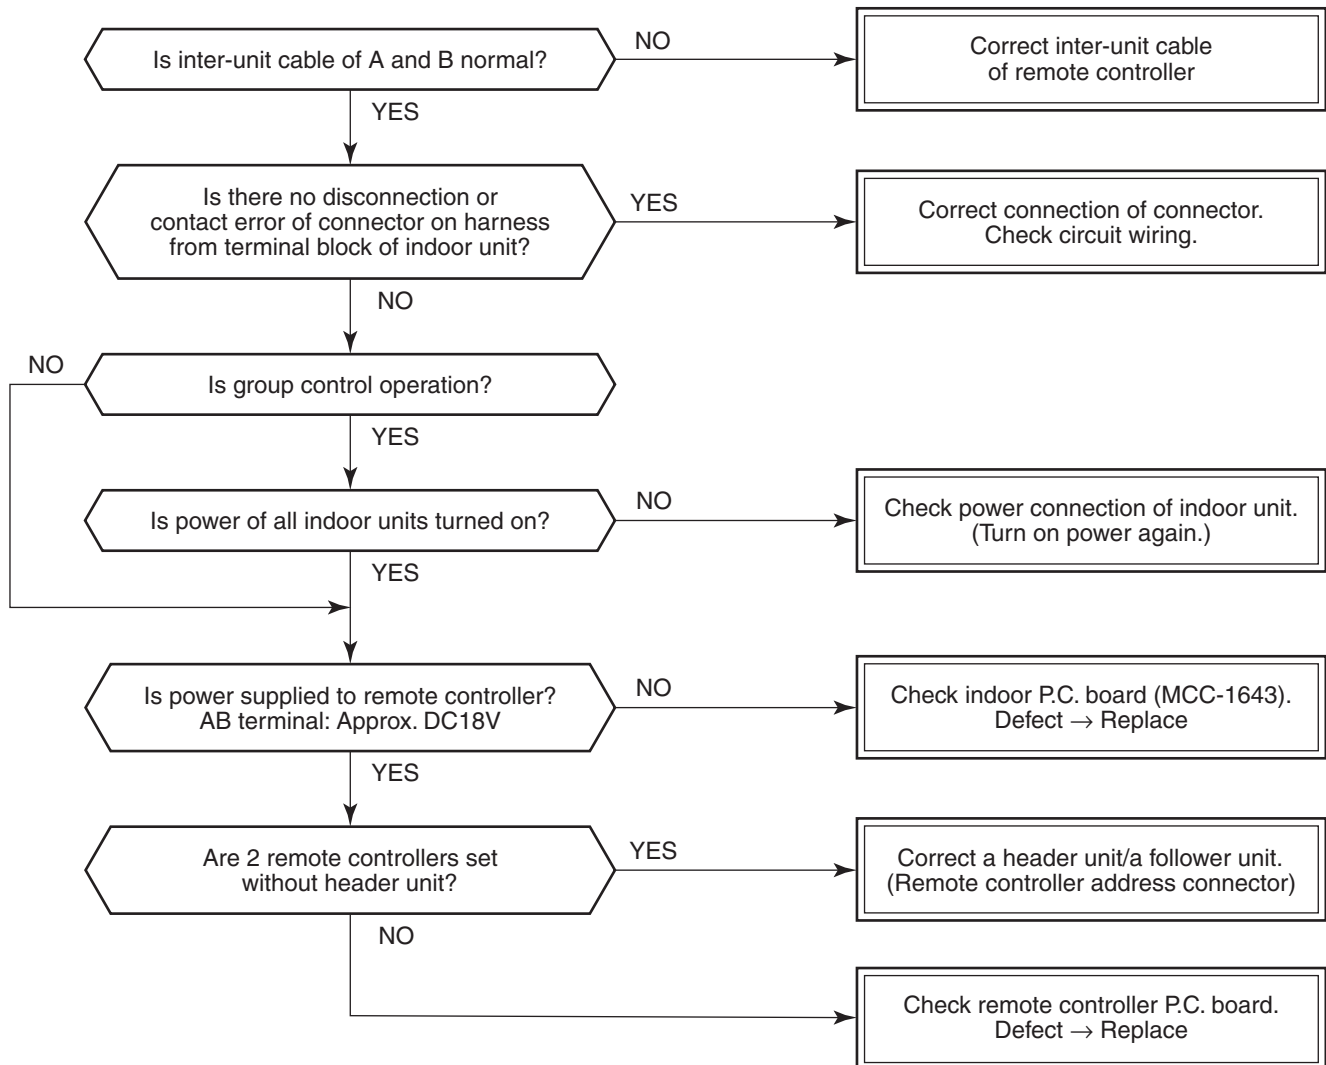 Is inter-unit cable of A and B normal?
NO
Correct inter-unit cable
of remote controller
YES
Is there no disconnection or
contact error of connector on harness
from terminal block of indoor unit?
YES
Correct connection of connector.
Check circuit wiring.
NO
NO
Is group control operation?
YES
Is power of all indoor units turned on?
NO
Check power connection of indoor unit.
(Turn on power again.)
YES
Is power supplied to remote controller?
AB terminal: Approx. DC18V
NO
Check indoor P.C. board (MCC-1643).
Defect → Replace
YES
Are 2 remote controllers set
without header unit?
YES
Correct a header unit/a follower unit.
(Remote controller address connector)
NO
Check remote controller P.C. board.
Defect → Replace